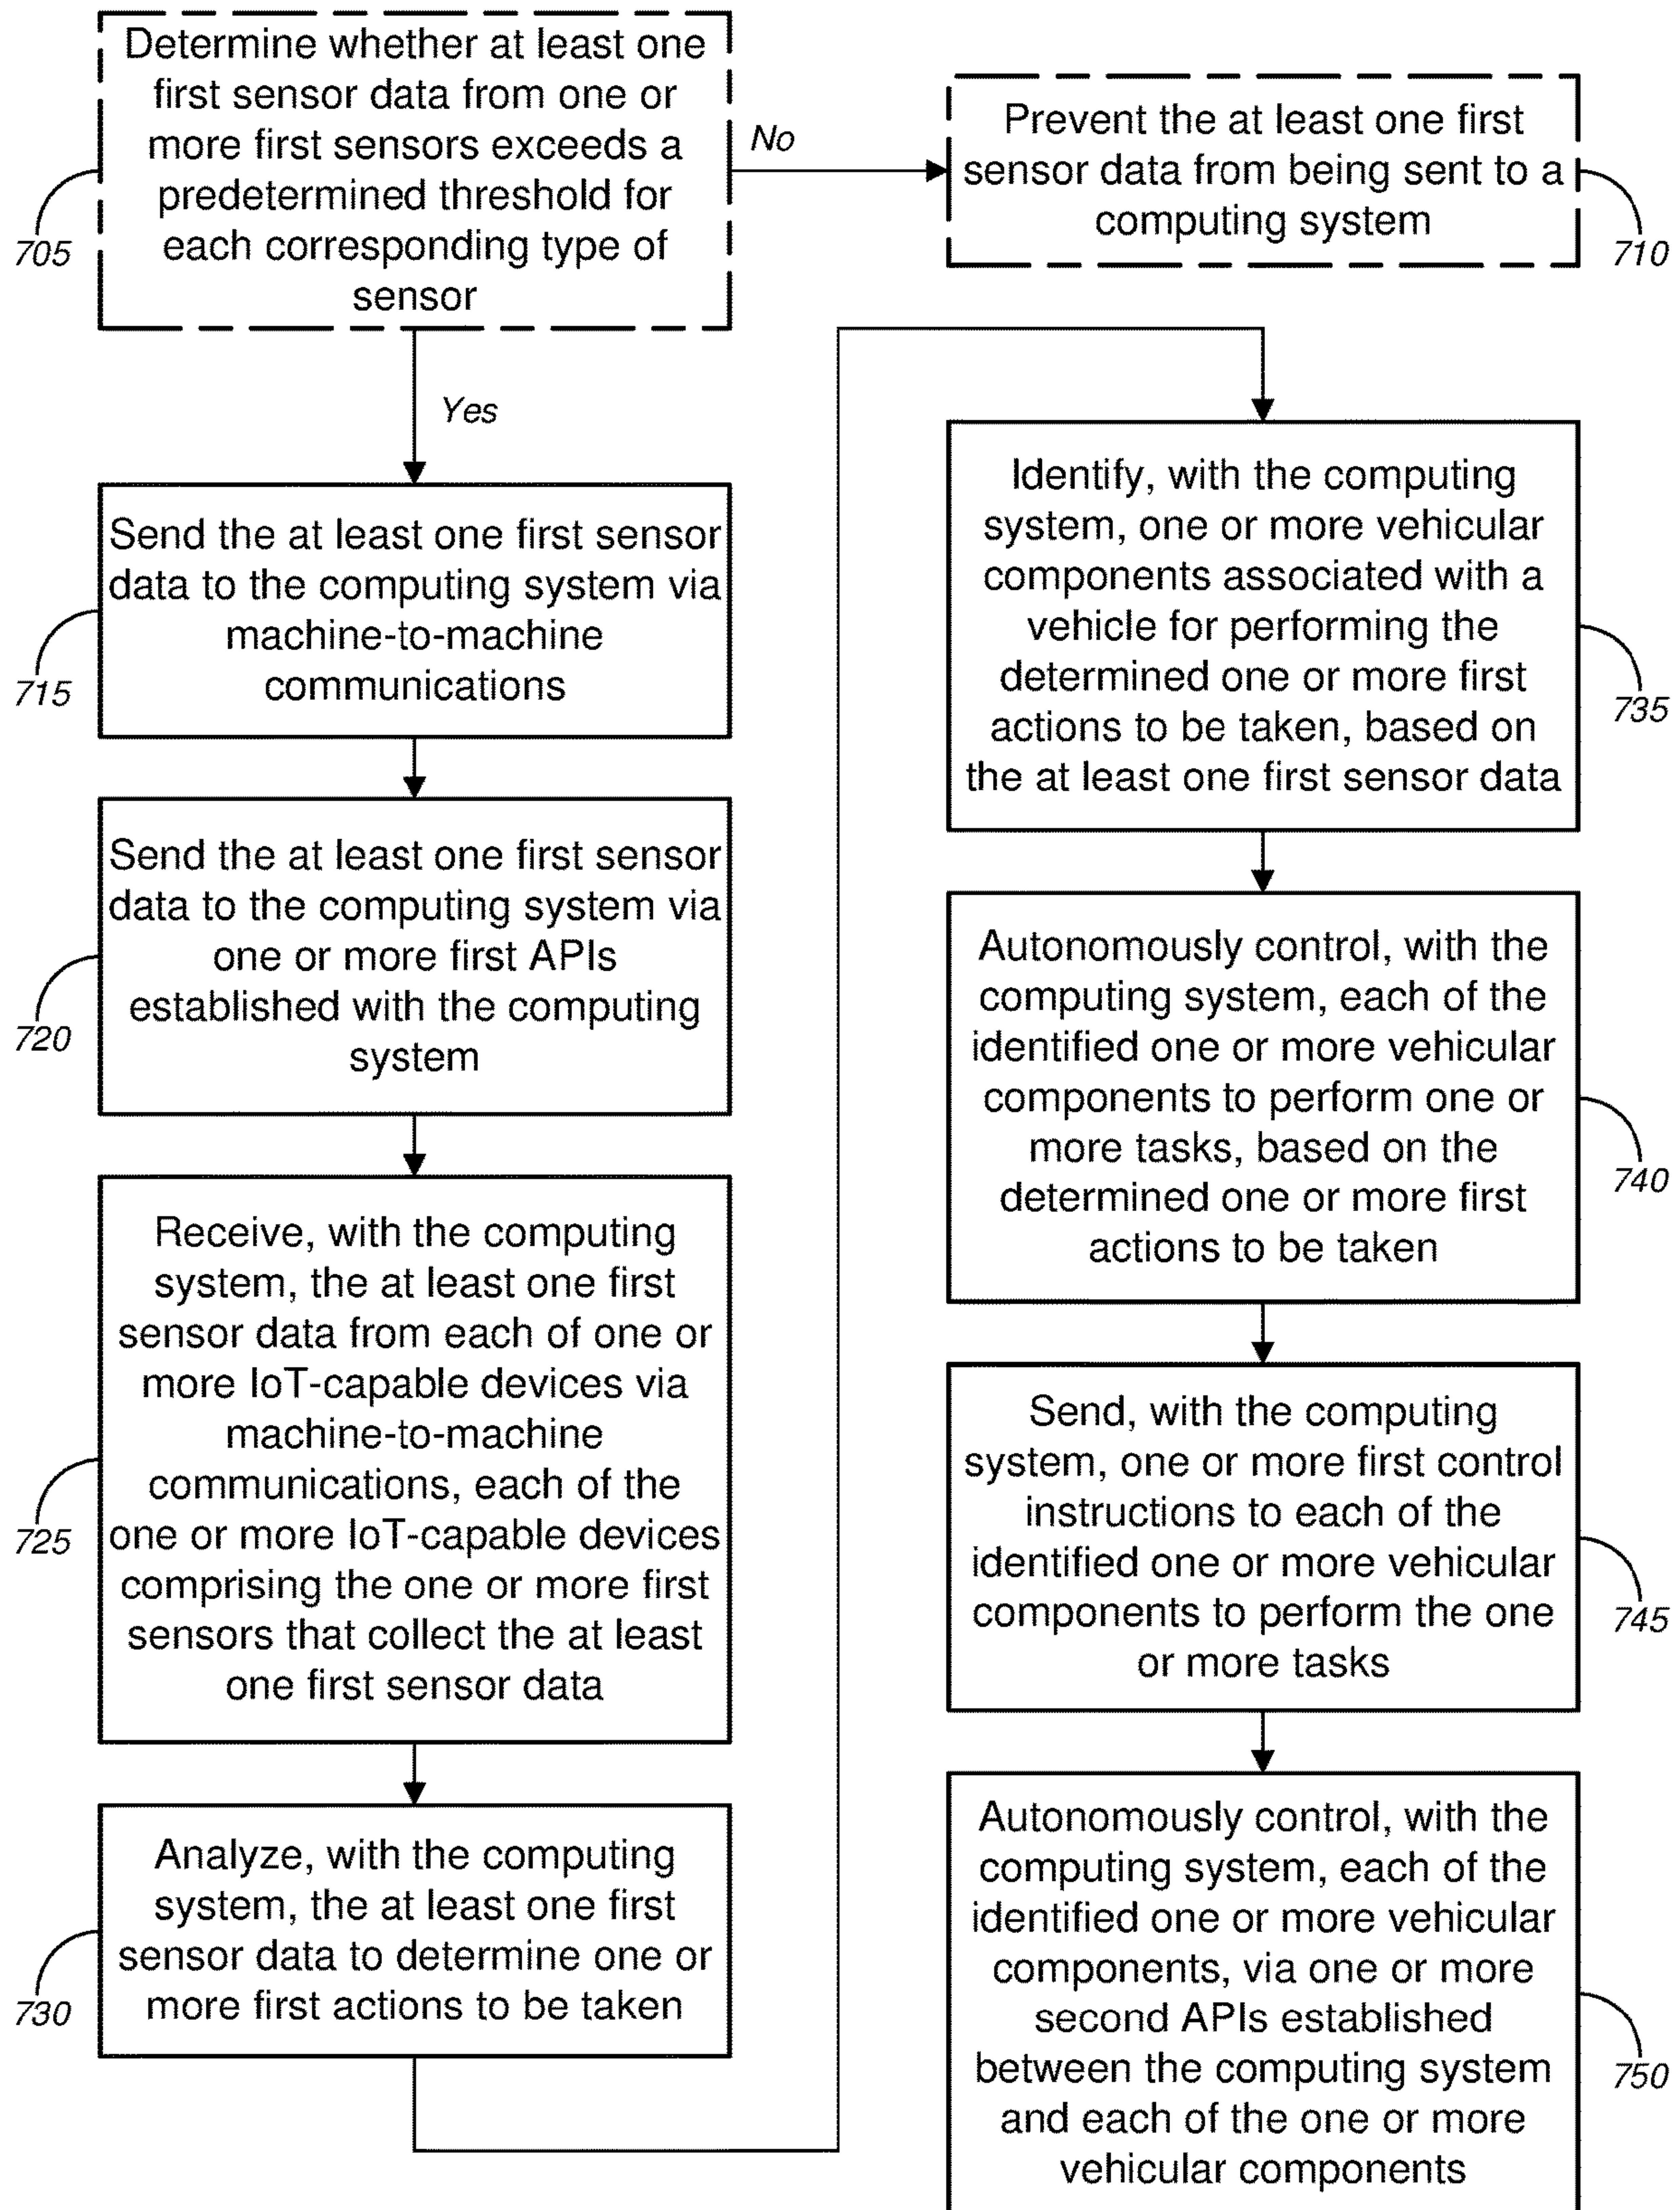 Determine whether at least one
first sensor data from one or
more first sensors exceeds a
predetermined threshold for
each corresponding type of
sensor
705
No
Prevent the at least one first
sensor data from being sent to a
computing system
710
Yes
Send the at least one first sensor
data to the computing system via
machine-to-machine
communications
715
Send the at least one first sensor
data to the computing system via
one or more first APIs
established with the computing
system
720
Receive, with the computing
system, the at least one first
sensor data from each of one or
more IoT-capable devices via
machine-to-machine
communications, each of the
one or more IoT-capable devices
comprising the one or more first
sensors that collect the at least
one first sensor data
725
Analyze, with the computing
system, the at least one first
sensor data to determine one or
more first actions to be taken
730
Identify, with the computing
system, one or more vehicular
components associated with a
vehicle for performing the
determined one or more first
actions to be taken, based on
the at least one first sensor data
735
Autonomously control, with the
computing system, each of the
identified one or more vehicular
components to perform one or
more tasks, based on the
determined one or more first
actions to be taken
740
Send, with the computing
system, one or more first control
instructions to each of the
identified one or more vehicular
components to perform the one
or more tasks
745
Autonomously control, with the
computing system, each of the
identified one or more vehicular
components, via one or more
second APIs established
between the computing system
and each of the one or more
vehicular components
750